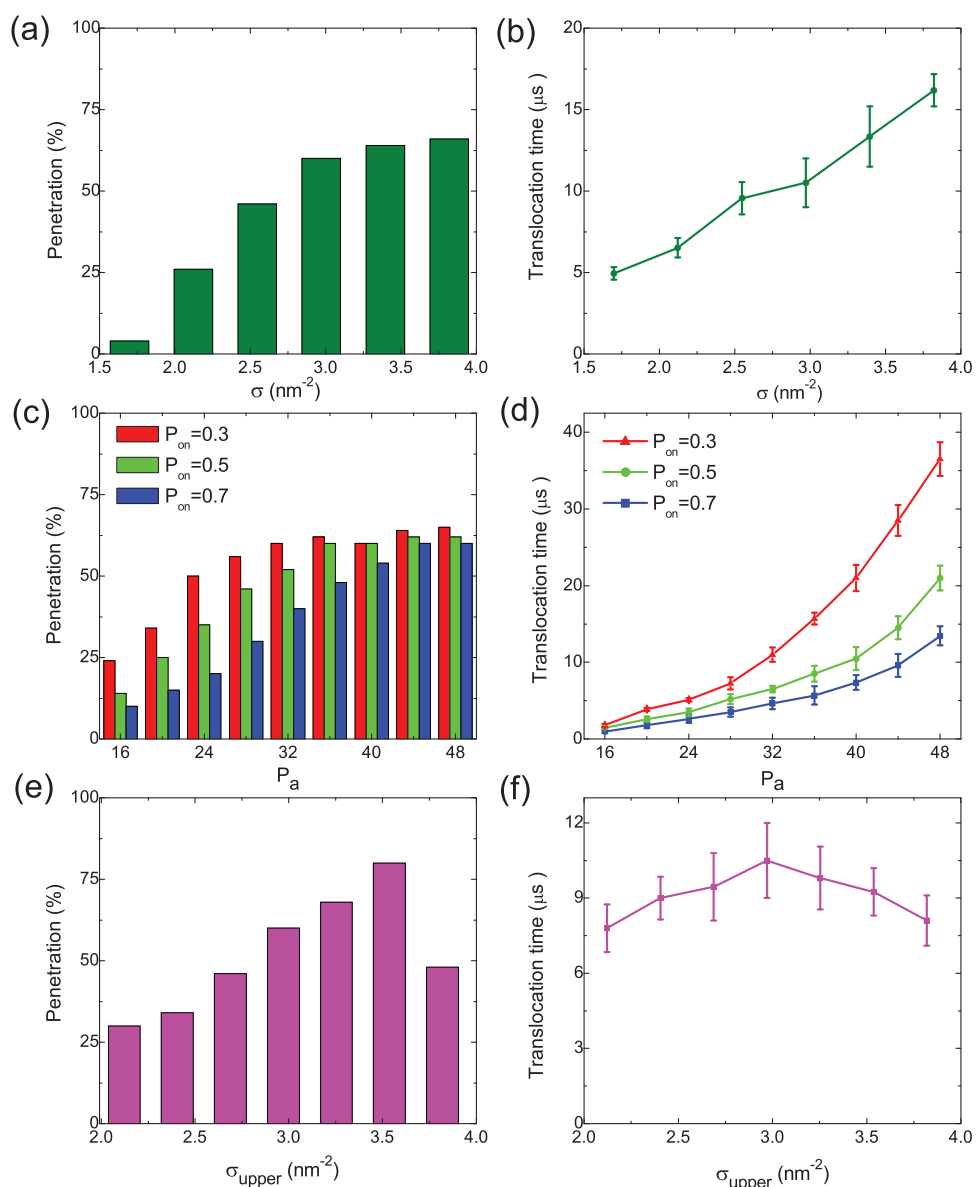 (a)
100
75
50
25
0
Penetration (%)
1.5 2.0 2.5 3.0 3.5 4.0
σ (nm⁻²)
(b)
20
15
10
5
0
Translocation time (μs )
1.5 2.0 2.5 3.0 3.5 4.0
σ (nm⁻²)
(c)
100
75
50
25
0
Penetration (%)
P_on=0.3
P_on=0.5
P_on=0.7
16 24 32 40 48
P_a
(d)
40
30
20
10
0
Translocation time (μs)
P_on=0.3
P_on=0.5
P_on=0.7
16 24 32 40 48
P_a
(e)
100
75
50
25
0
Penetration (%)
2.0 2.5 3.0 3.5 4.0
σ_upper (nm⁻²)
(f)
12
9
6
3
0
Translocation time (μs)
2.0 2.5 3.0 3.5 4.0
σ_upper (nm⁻²)